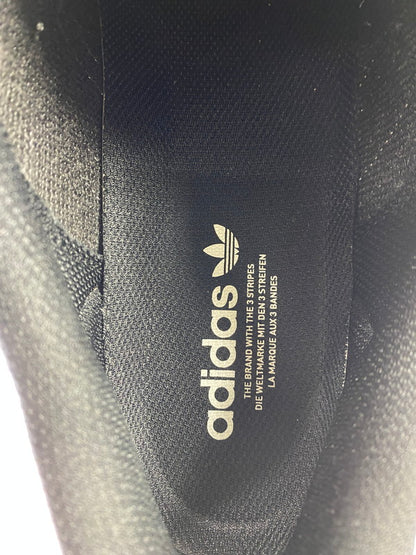 adidas
THE BRAND WITH THE 3 STRIPES
DIE WELTMARKE MIT DEN 3 STREIFEN
LA MARQUE AUX 3 BANDES